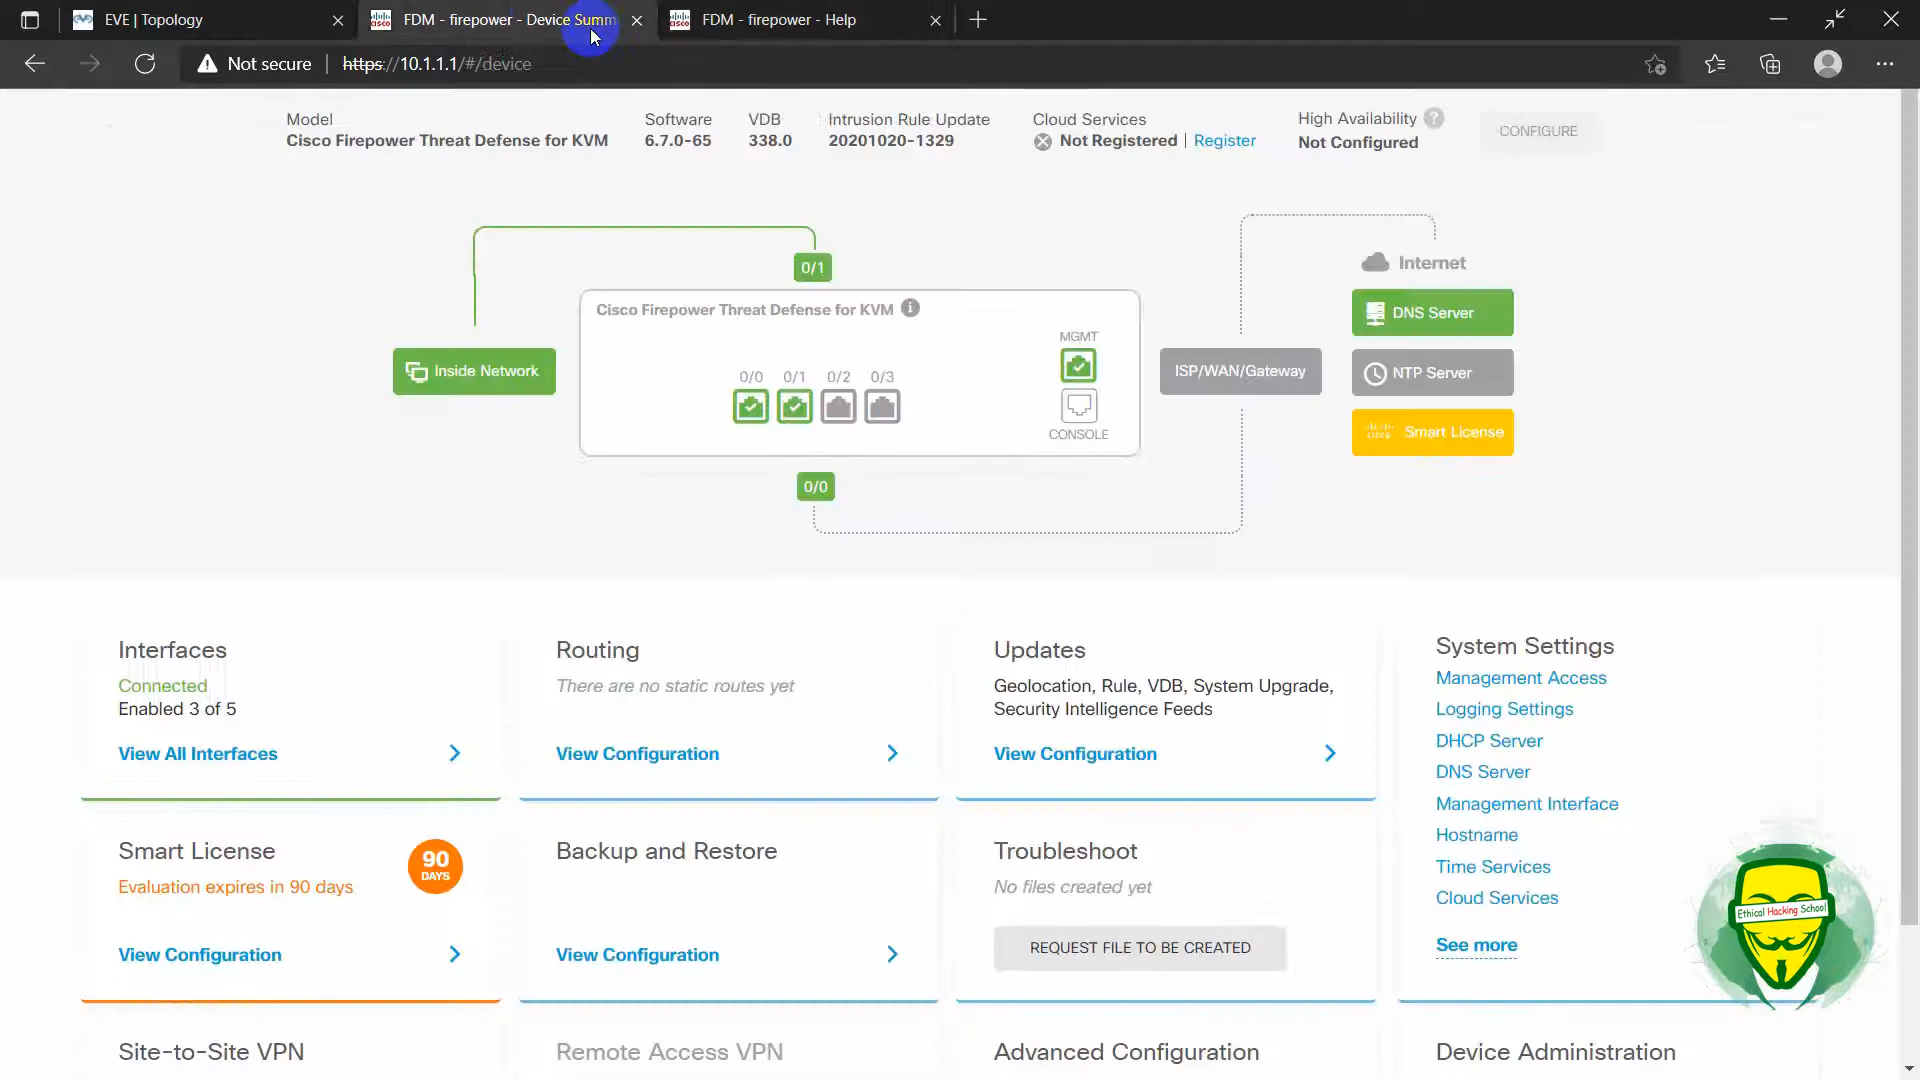 EVE | Topology
FDM - firepower - Device Summ
FDM - firepower - Help
Not secure
https://10.1.1.1/#/device
Model
Cisco Firepower Threat Defense for KVM
Software
6.7.0-65
VDB
338.0
Intrusion Rule Update
20201020-1329
Cloud Services
Not Registered | Register
High Availability ?
Not Configured
CONFIGURE
0/1
Internet
Cisco Firepower Threat Defense for KVM
DNS Server
MGMT
Inside Network
0/0 0/1 0/2 0/3
ISP/WAN/Gateway
NTP Server
CONSOLE
cisco Smart License
0/0
Interfaces
Connected
Enabled 3 of 5
View All Interfaces
Routing
There are no static routes yet
View Configuration
Updates
Geolocation, Rule, VDB, System Upgrade,
Security Intelligence Feeds
View Configuration
System Settings
Management Access
Logging Settings
DHCP Server
DNS Server
Management Interface
Hostname
Time Services
Cloud Services
See more
Smart License
Evaluation expires in 90 days
90
DAYS
View Configuration
Backup and Restore
View Configuration
Troubleshoot
No files created yet
REQUEST FILE TO BE CREATED
Ethical Hacking School
Site-to-Site VPN
Remote Access VPN
Advanced Configuration
Device Administration